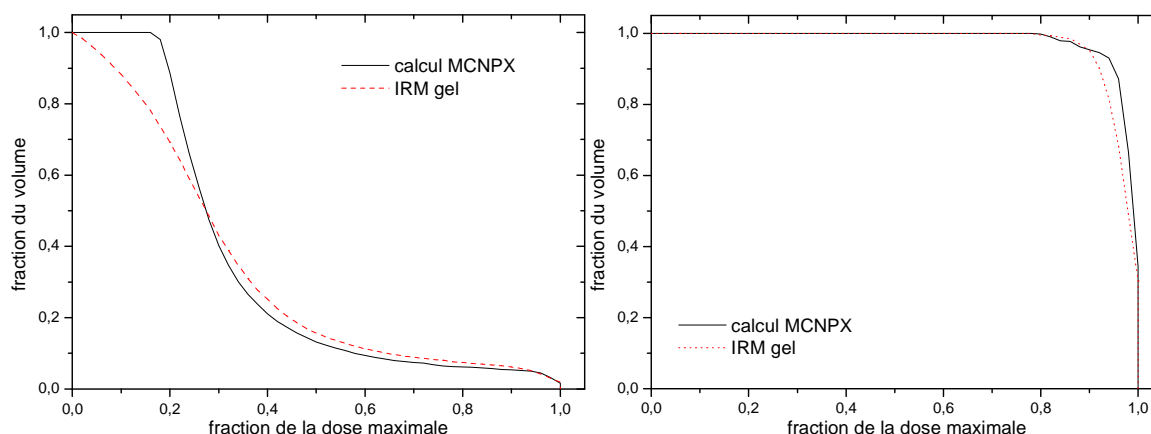 1,0
0,8
0,6
0,4
0,2
0,0
fraction du volume
calcul MCNPX
IRM gel
0,0 0,2 0,4 0,6 0,8 1,0
fraction de la dose maximale
1,0
0,8
0,6
0,4
0,2
0,0
fraction du volume
calcul MCNPX
IRM gel
0,0 0,2 0,4 0,6 0,8 1,0
fraction de la dose maximale